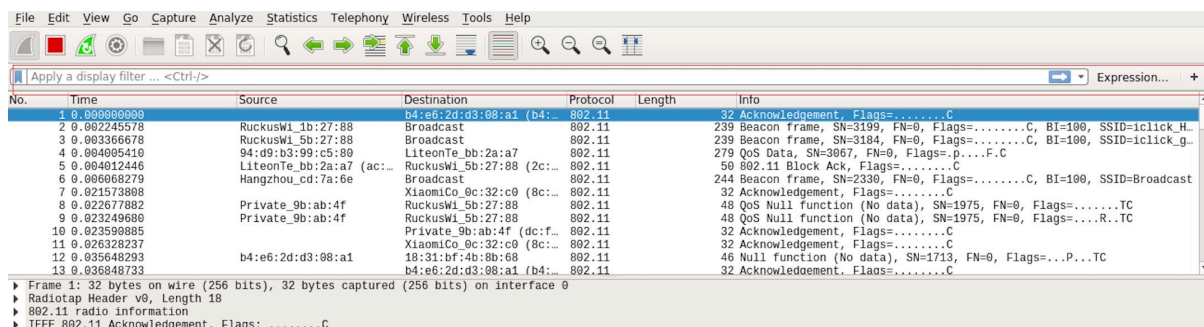 File Edit View Go Capture Analyze Statistics Telephony Wireless Tools Help
Apply a display filter ... <Ctrl-/> Expression... +
No. Time Source Destination Protocol Length Info
1 0.000000000 b4:e6:2d:d3:08:a1 (b4:… 802.11 32 Acknowledgement, Flags=........C
2 0.002245578 RuckusWi_1b:27:88 Broadcast 802.11 239 Beacon frame, SN=3199, FN=0, Flags=........C, BI=100, SSID=iclick_H…
3 0.003366678 RuckusWi_5b:27:88 Broadcast 802.11 239 Beacon frame, SN=3184, FN=0, Flags=........C, BI=100, SSID=iclick_g…
4 0.004005410 94:d9:b3:99:c5:80 LiteonTe_bb:2a:a7 802.11 279 QoS Data, SN=3067, FN=0, Flags=.p....F.C
5 0.004012446 LiteonTe_bb:2a:a7 (ac:… RuckusWi_5b:27:88 (2c:… 802.11 50 802.11 Block Ack, Flags=........C
6 0.006068279 Hangzhou_cd:7a:6e Broadcast 802.11 244 Beacon frame, SN=2330, FN=0, Flags=........C, BI=100, SSID=Broadcast
7 0.021573808 XiaomiCo_0c:32:c0 (8c:… 802.11 32 Acknowledgement, Flags=........C
8 0.022677882 Private_9b:ab:4f RuckusWi_5b:27:88 802.11 48 QoS Null function (No data), SN=1975, FN=0, Flags=.......TC
9 0.023249680 Private_9b:ab:4f RuckusWi_5b:27:88 802.11 48 QoS Null function (No data), SN=1975, FN=0, Flags=....R..TC
10 0.023590885 Private_9b:ab:4f (dc:f… 802.11 32 Acknowledgement, Flags=........C
11 0.026328237 XiaomiCo_0c:32:c0 (8c:… 802.11 32 Acknowledgement, Flags=........C
12 0.035648293 b4:e6:2d:d3:08:a1 18:31:bf:4b:8b:68 802.11 46 Null function (No data), SN=1713, FN=0, Flags=...P...TC
13 0.036848733 b4:e6:2d:d3:08:a1 (b4:… 802.11 32 Acknowledgement, Flags=........C
Frame 1: 32 bytes on wire (256 bits), 32 bytes captured (256 bits) on interface 0
Radiotap Header v0, Length 18
802.11 radio information
IEEE 802.11 Acknowledgement, Flags: ........C